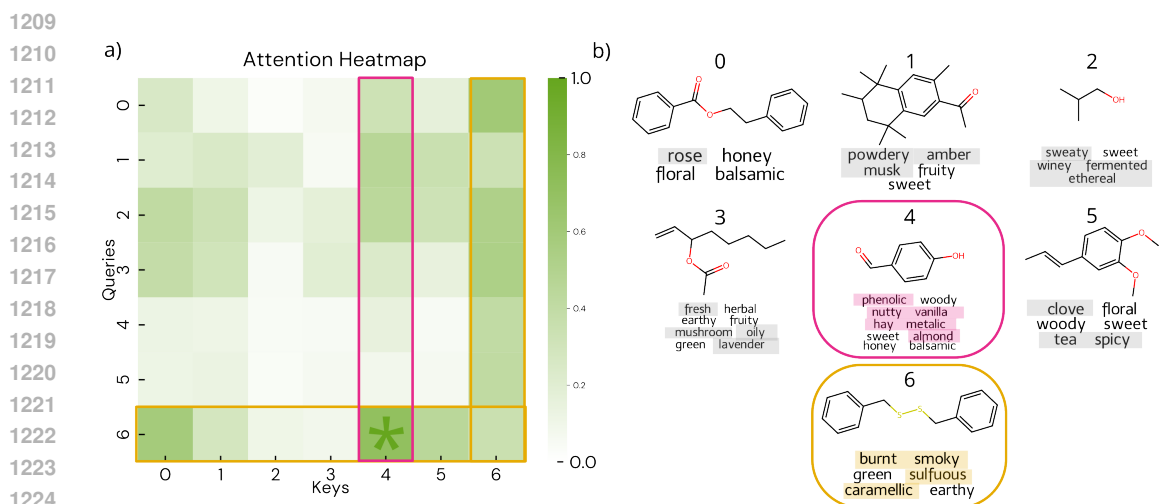 1209
1210
1211
1212
1213
1214
1215
1216
1217
1218
1219
1220
1221
1222
1223
1224
a)
Attention Heatmap
Queries
0
1
2
3
4
5
6
*
0 1 2 3 4 5 6
Keys
1.0
0.8
0.6
0.4
0.2
0.0
b)
0
O
O
rose honey
floral balsamic
1
O
powdery amber
musk fruity
sweet
2
OH
sweaty sweet
winey fermented
ethereal
3
O
O
fresh herbal
earthy fruity
mushroom oily
green lavender
4
O
OH
phenolic woody
nutty vanilla
hay metalic
sweet almond
honey balsamic
5
O
O
clove floral
woody sweet
tea spicy
6
S S
burnt smoky
green sulfuous
caramellic earthy